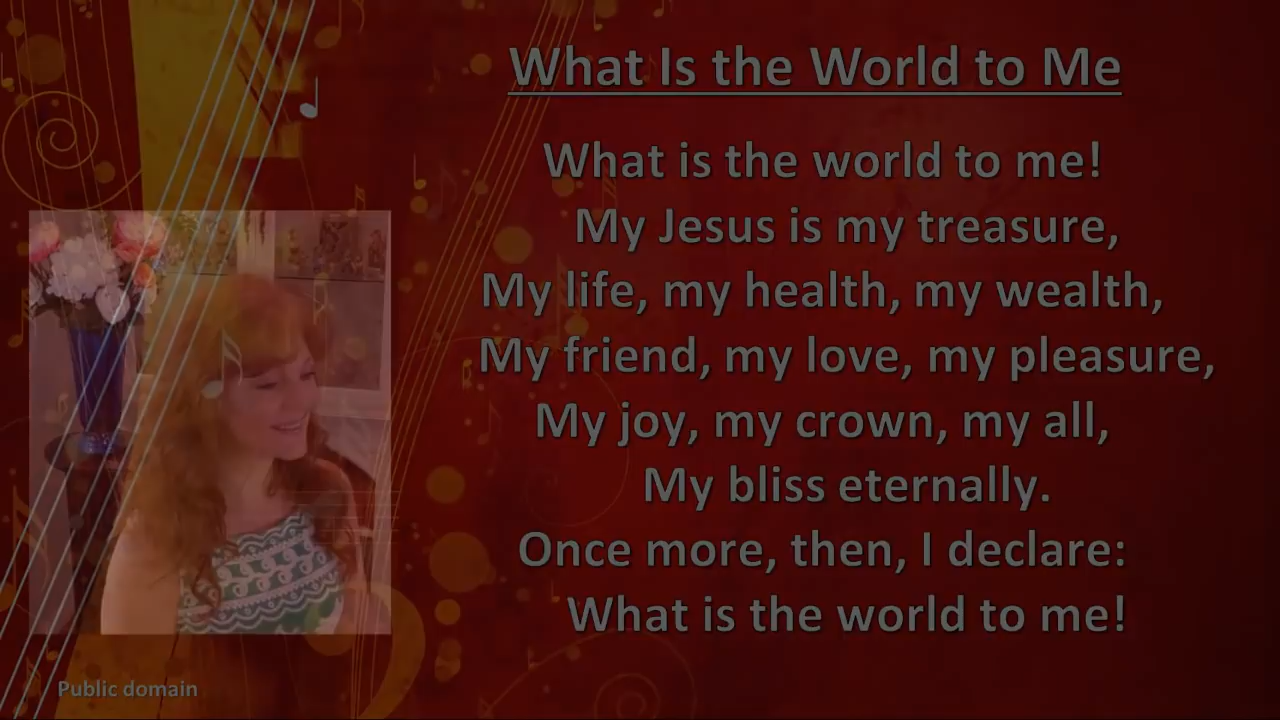 What Is the World to Me
What is the world to me!
My Jesus is my treasure,
My life, my health, my wealth,
My friend, my love, my pleasure,
My joy, my crown, my all,
My bliss eternally.
Once more, then, I declare:
What is the world to me!
Public domain